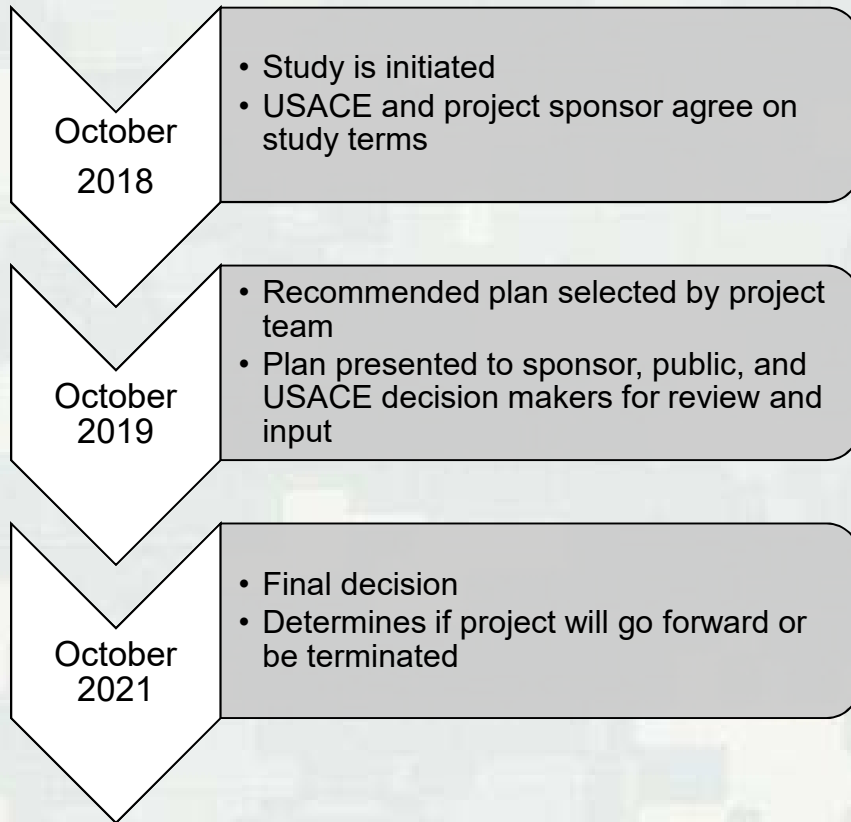 October
2018
• Study is initiated
• USACE and project sponsor agree on
study terms
October
2019
• Recommended plan selected by project
team
• Plan presented to sponsor, public, and
USACE decision makers for review and
input
October
2021
• Final decision
• Determines if project will go forward or
be terminated